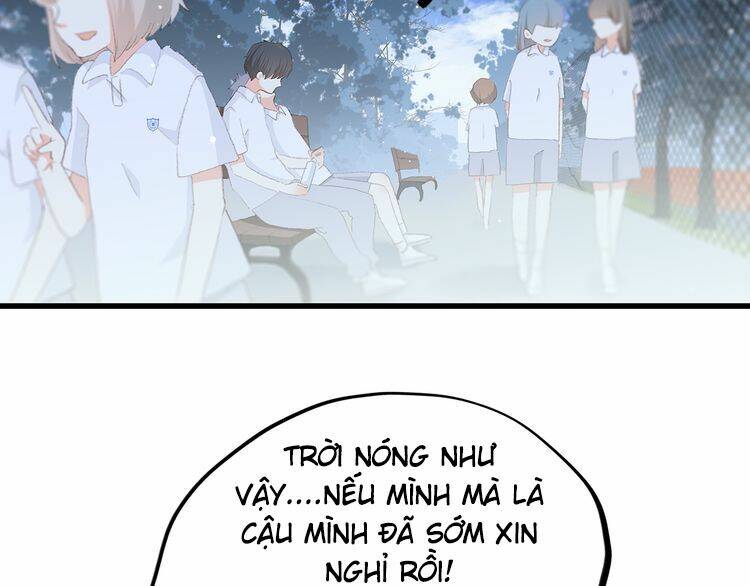 TRỜI NÓNG NHƯ
VẬY....NẾU MÌNH MÀ LÀ
CẬU MÌNH ĐÃ SỚM XIN
NGHỈ RỒI!